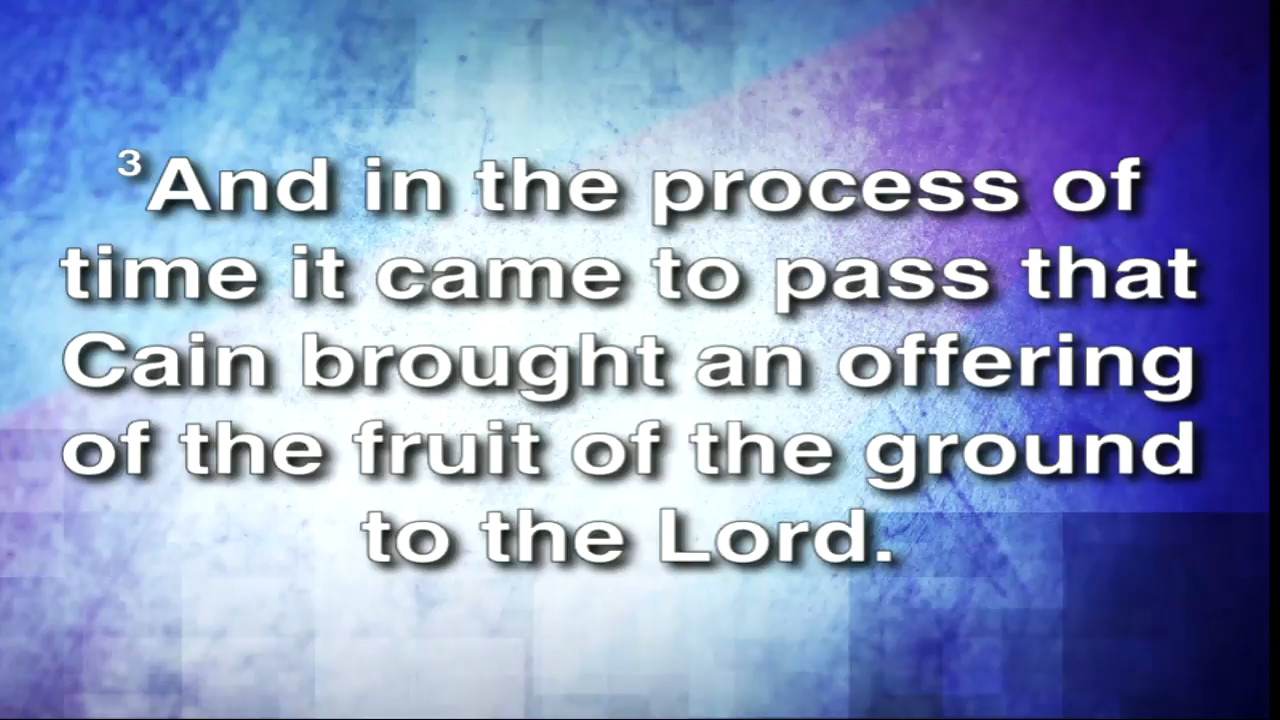 ³And in the process of
time it came to pass that
Cain brought an offering
of the fruit of the ground
to the Lord.